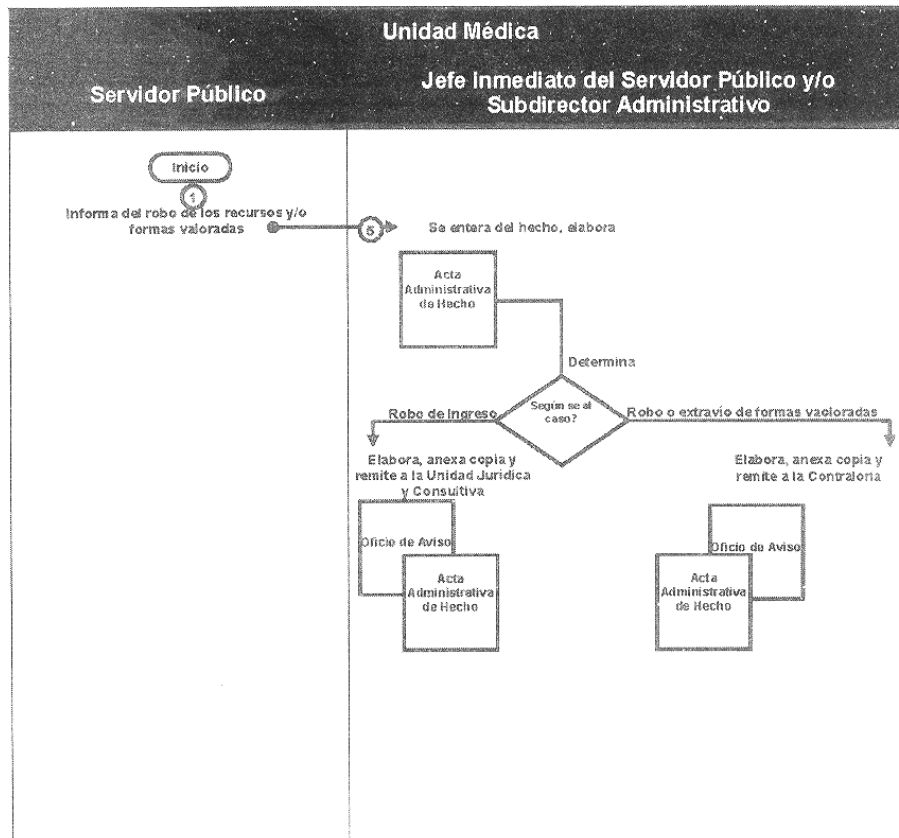 Unidad Médica
Servidor Público
Jefe Inmediato del Servidor Público y/o
Subdirector Administrativo
Inicio
1
Informa del robo de los recursos y/o
formas valoradas
5
Se entera del hecho, elabora
Acta
Administrativa
de Hecho
Determina
Según se al
caso?
Robo de Ingreso
Robo o extravío de formas vacloradas
Elabora, anexa copia y
remite a la Unidad Jurídica
y Consultiva
Oficio de Aviso
Acta
Administrativa
de Hecho
Elabora, anexa copia y
remite a la Contraloría
Oficio de Aviso
Acta
Administrativa
de Hecho